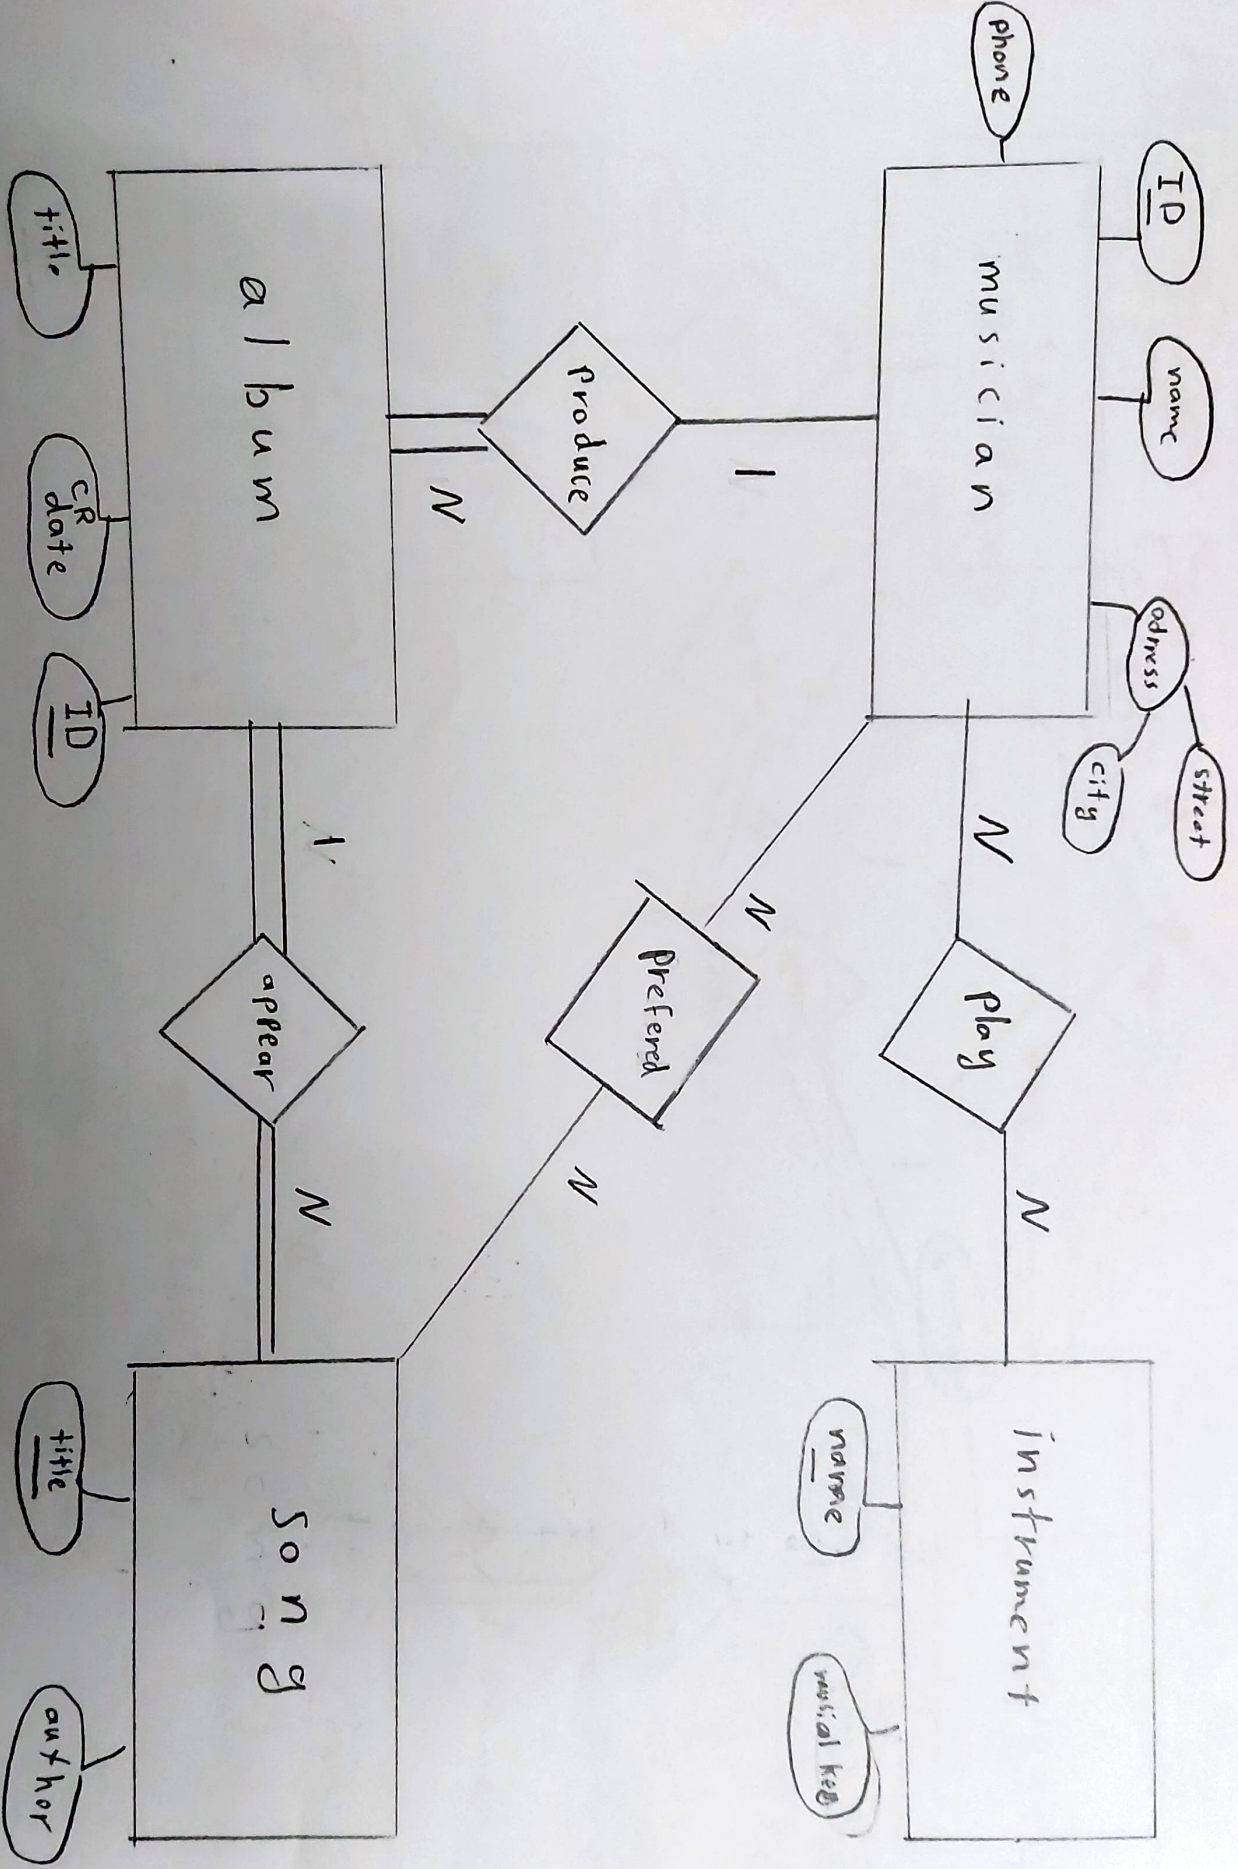 ID
name
adrress
street
city
phone
musician
N
play
N
instrument
name
musical key
1
produce
N
N
prefered
N
album
1
appear
N
song
title
CR
date
ID
title
author